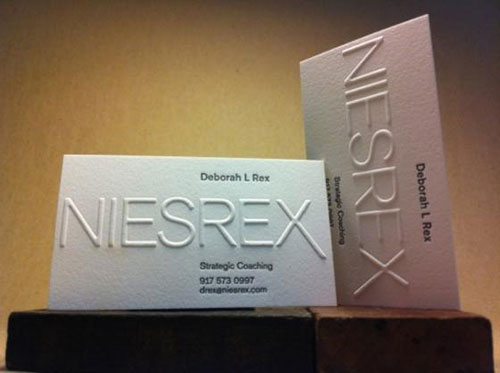 Deborah L Rex
NIESREX
Strategic Coaching
917 573 0997
drex@niesrex.com
NIESREX
Deborah L Rex
Strategic Coaching